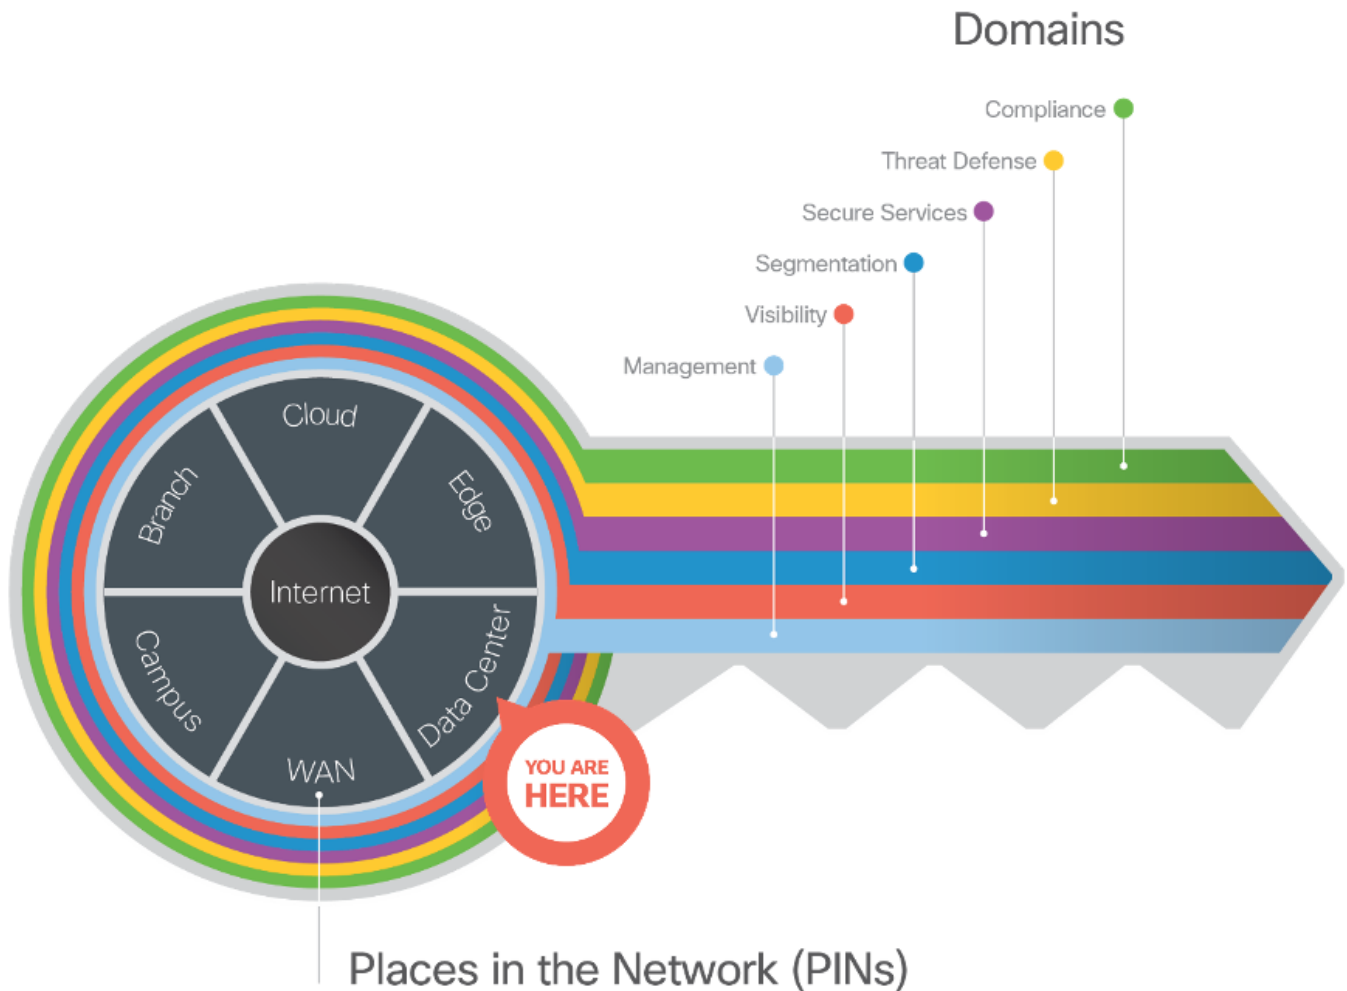 Domains
Compliance
Threat Defense
Secure Services
Segmentation
Visibility
Management
Cloud
Edge
Branch
Internet
Campus
Data Center
WAN
YOU ARE
HERE
Places in the Network (PINs)